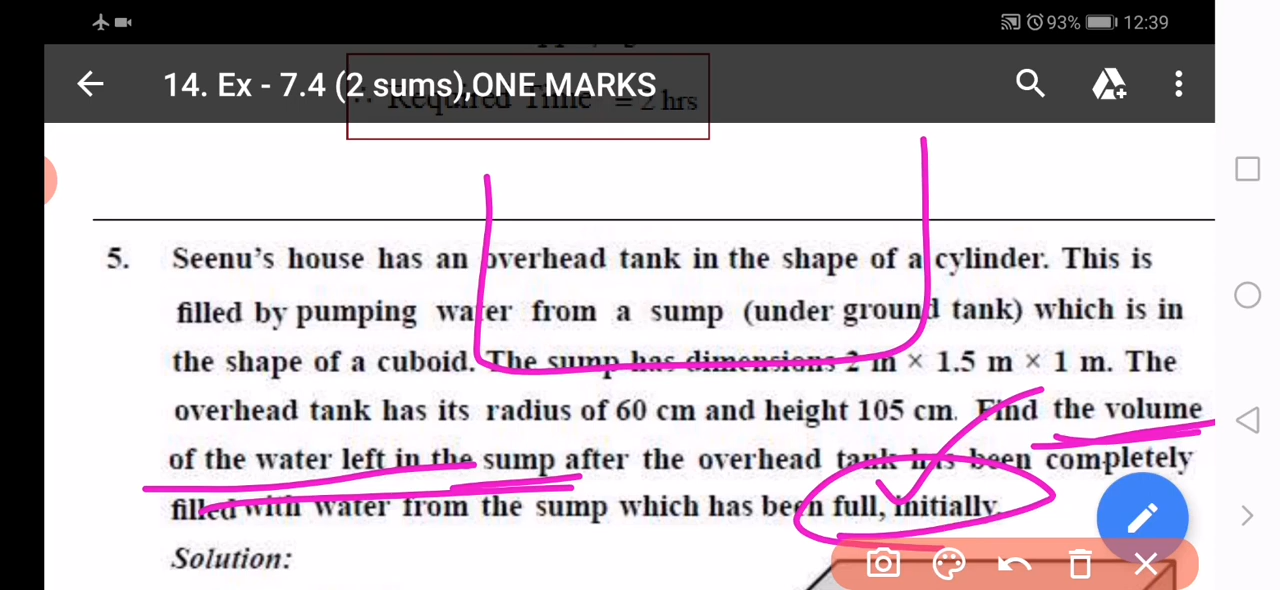 93% 12:39
14. Ex - 7.4 (2 sums),ONE MARKS
∴ Required Time = 2 hrs
5. Seenu's house has an overhead tank in the shape of a cylinder. This is
filled by pumping water from a sump (under ground tank) which is in
the shape of a cuboid. The sump has dimensions 2 m × 1.5 m × 1 m. The
overhead tank has its radius of 60 cm and height 105 cm. Find the volume
of the water left in the sump after the overhead tank has been completely
filled with water from the sump which has been full, initially.
Solution: